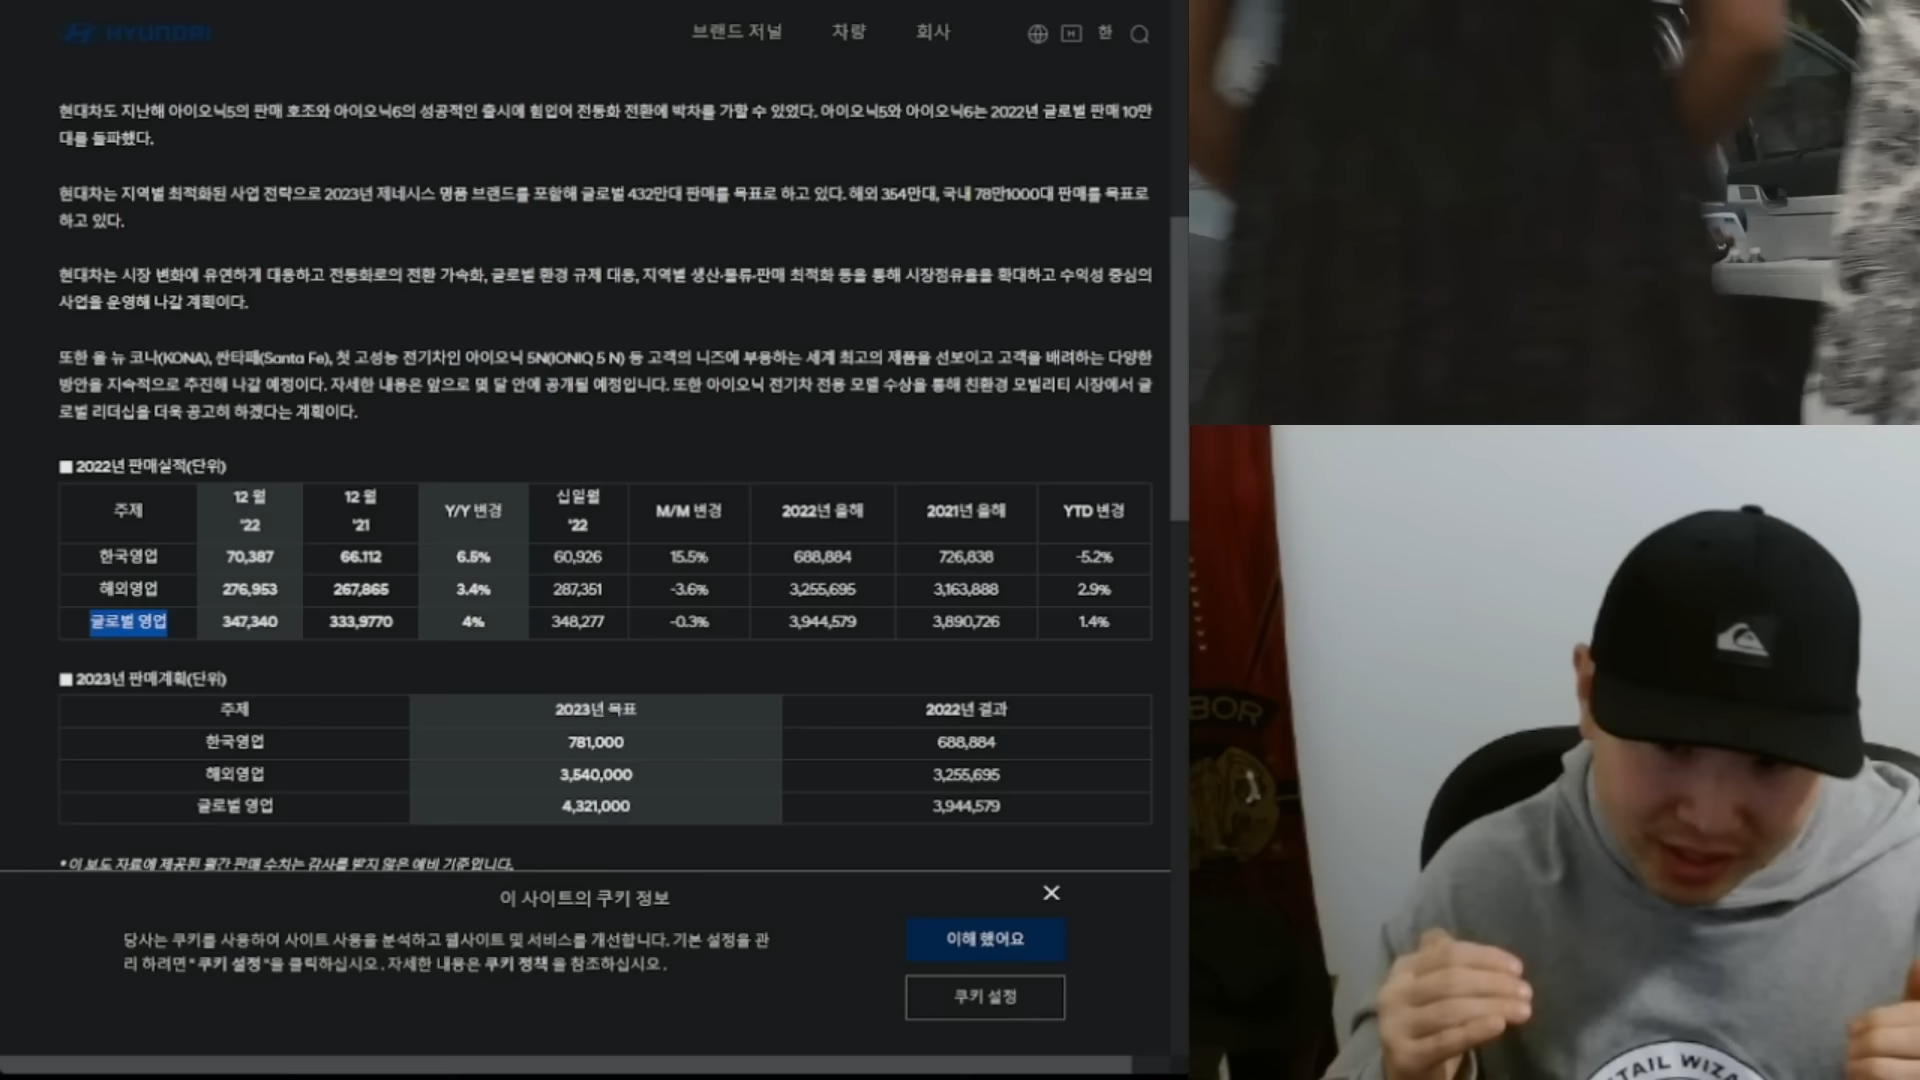 HYUNDAI
브랜드 저널 차량 회사 한
현대차도 지난해 아이오닉5의 판매 호조와 아이오닉6의 성공적인 출시에 힘입어 전동화 전환에 박차를 가할 수 있었다. 아이오닉5와 아이오닉6는 2022년 글로벌 판매 10만
대를 돌파했다.
현대차는 지역별 최적화된 사업 전략으로 2023년 제네시스 명품 브랜드를 포함해 글로벌 432만대 판매를 목표로 하고 있다. 해외 354만대, 국내 78만1000대 판매를 목표로
하고 있다.
현대차는 시장 변화에 유연하게 대응하고 전동화로의 전환 가속화, 글로벌 환경 규제 대응, 지역별 생산·물류·판매 최적화 등을 통해 시장점유율을 확대하고 수익성 중심의
사업을 운영해 나갈 계획이다.
또한 올 뉴 코나(KONA), 싼타페(Santa Fe), 첫 고성능 전기차인 아이오닉 5N(IONIQ 5 N) 등 고객의 니즈에 부응하는 세계 최고의 제품을 선보이고 고객을 배려하는 다양한
방안을 지속적으로 추진해 나갈 예정이다. 자세한 내용은 앞으로 몇 달 안에 공개될 예정입니다. 또한 아이오닉 전기차 전용 모델 수상을 통해 친환경 모빌리티 시장에서 글
로벌 리더십을 더욱 공고히 하겠다는 계획이다.
■ 2022년 판매실적(단위)
주제 12 월 '22 12 월 '21 Y/Y 변경 십일월 '22 M/M 변경 2022년 올해 2021년 올해 YTD 변경
한국영업 70,387 66.112 6.5% 60,926 15.5% 688,884 726,838 -5.2%
해외영업 276,953 267,865 3.4% 287,351 -3.6% 3,255,695 3,163,888 2.9%
글로벌 영업 347,340 333,9770 4% 348,277 -0.3% 3,944,579 3,890,726 1.4%
■ 2023년 판매계획(단위)
주제 2023년 목표 2022년 결과
한국영업 781,000 688,884
해외영업 3,540,000 3,255,695
글로벌 영업 4,321,000 3,944,579
* 이 보도 자료에 제공된 월간 판매 수치는 감사를 받지 않은 예비 기준입니다.
이 사이트의 쿠키 정보
당사는 쿠키를 사용하여 사이트 사용을 분석하고 웹사이트 및 서비스를 개선합니다. 기본 설정을 관
리 하려면 "쿠키 설정"을 클릭하십시오. 자세한 내용은 쿠키 정책 을 참조하십시오.
이해 했어요
쿠키 설정
BOR
TAIL WIZA